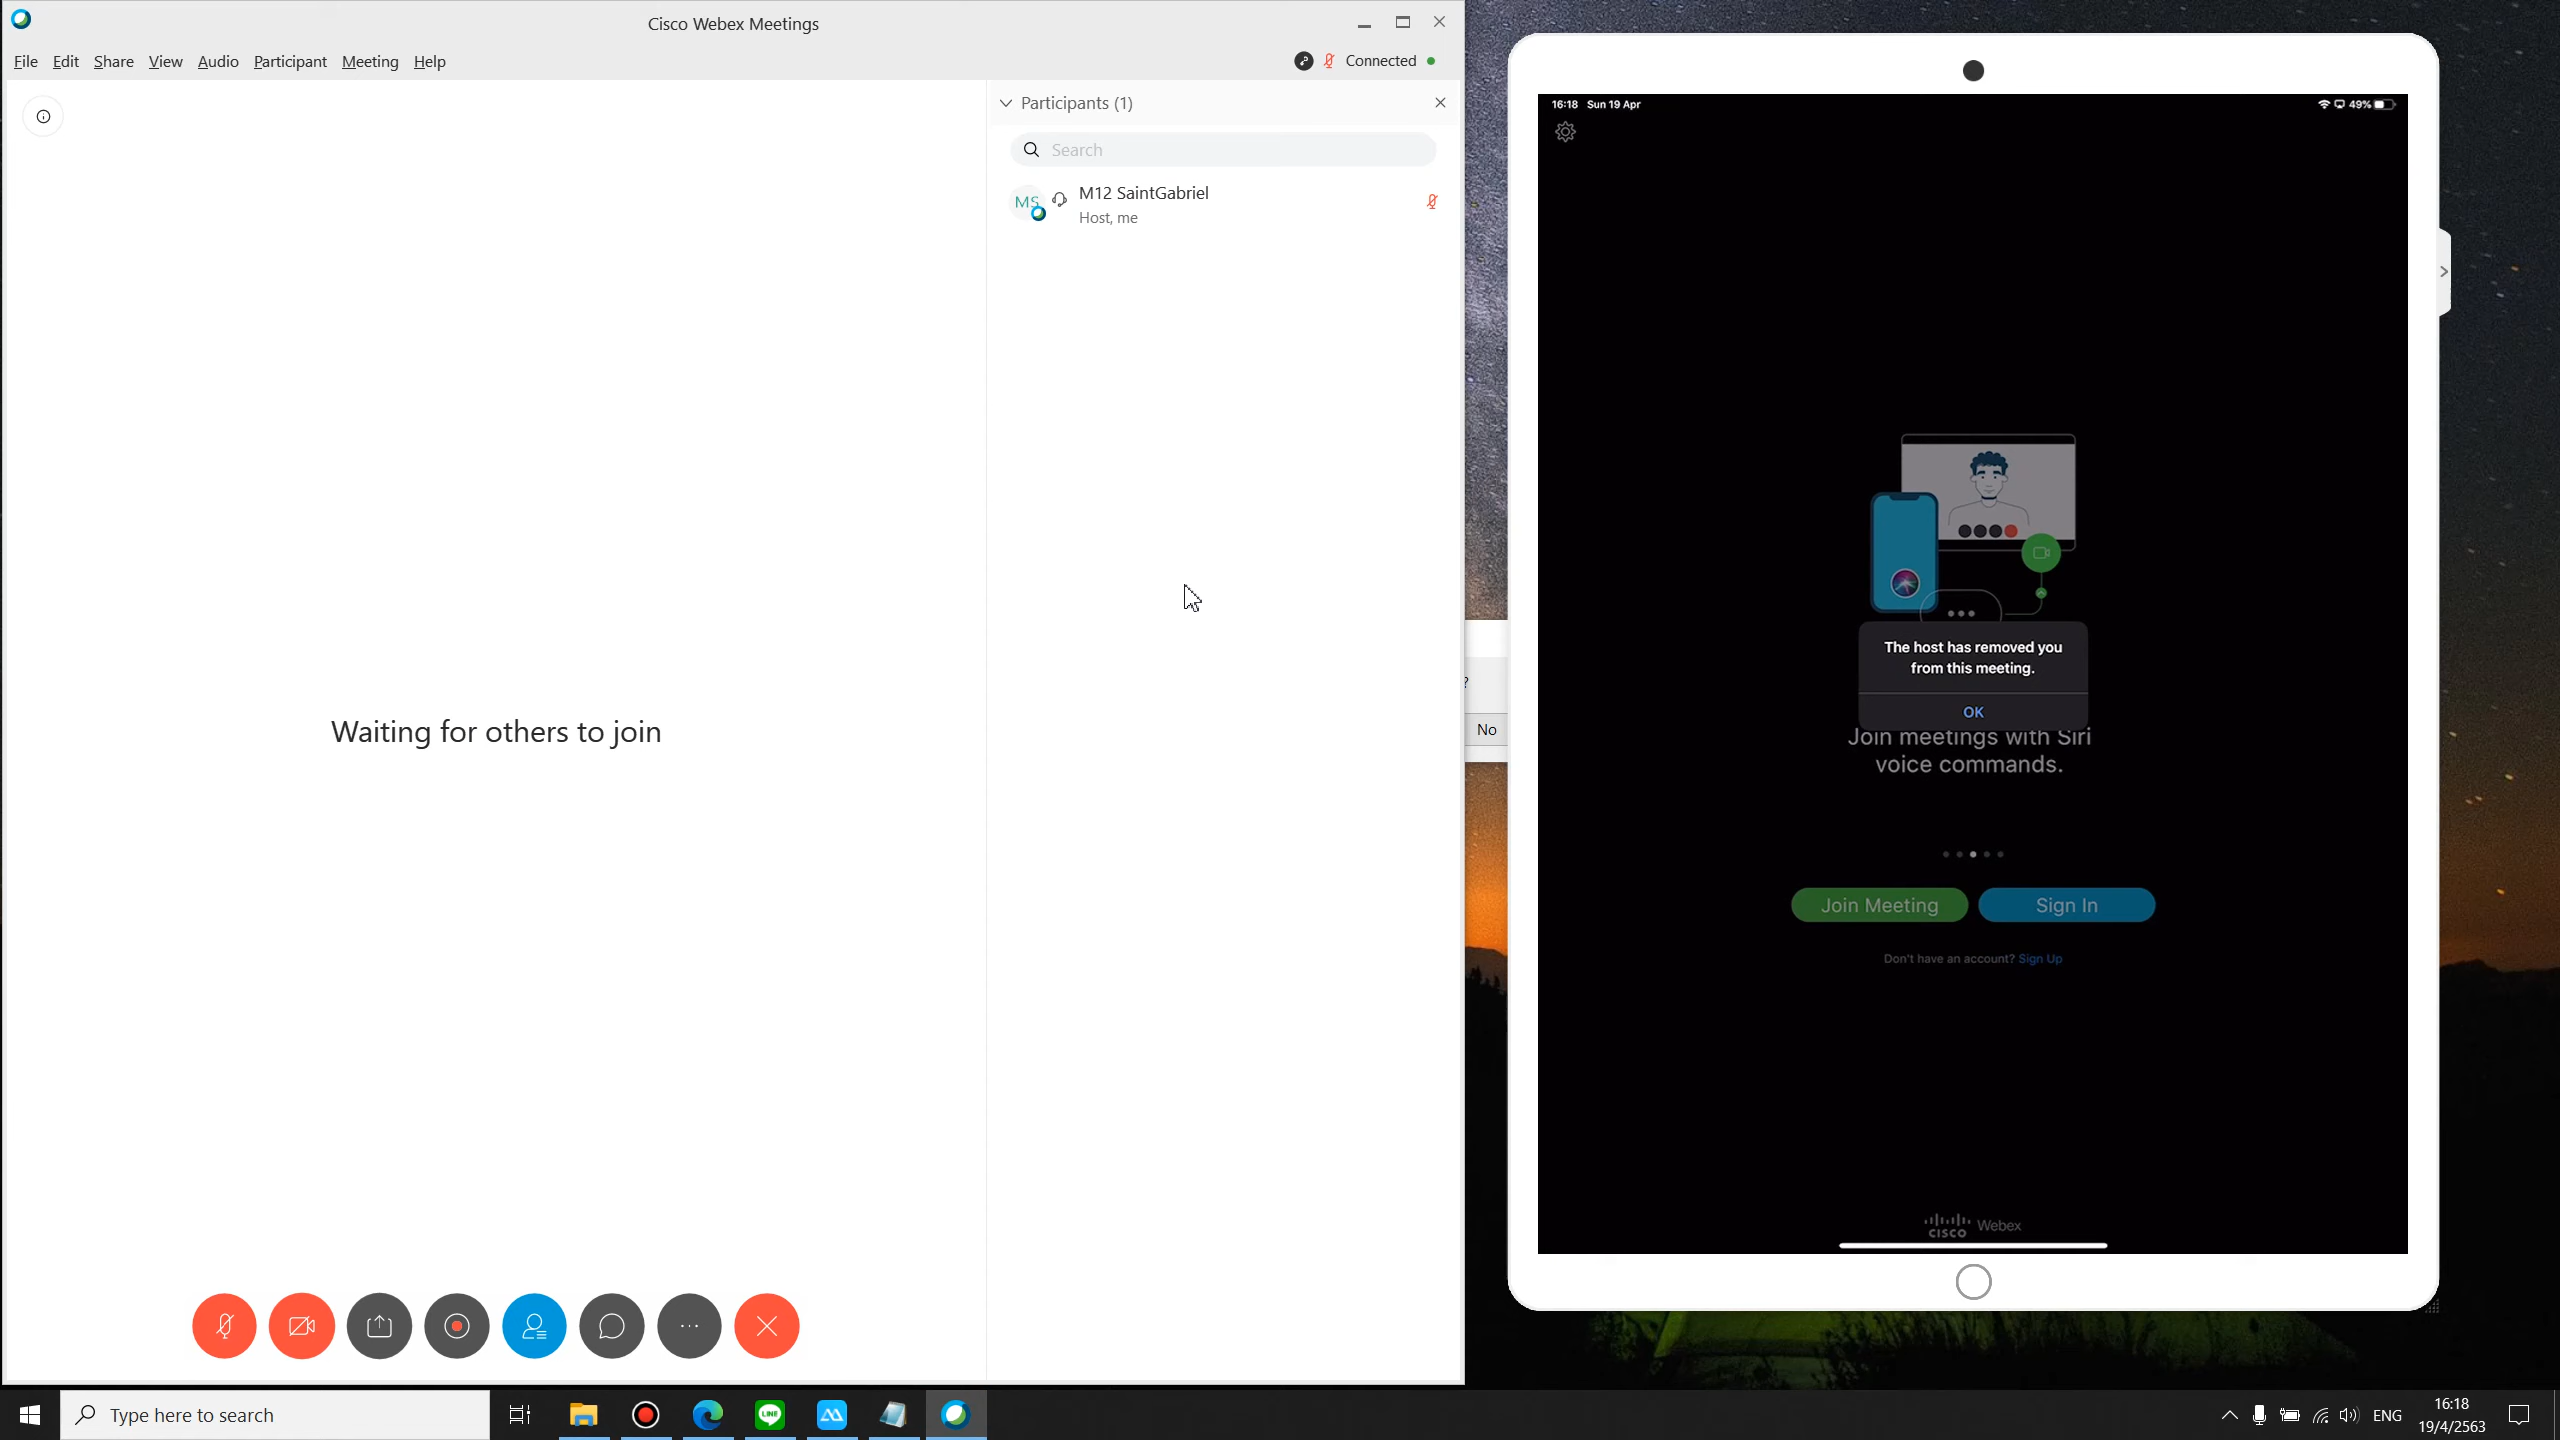 Cisco Webex Meetings
File Edit Share View Audio Participant Meeting Help
Connected
Participants (1)
Search
MS
M12 SaintGabriel
Host, me
Waiting for others to join
?
No
16:18 Sun 19 Apr
49%
The host has removed you
from this meeting.
OK
Join meetings with Siri
voice commands.
Join Meeting
Sign In
Don't have an account? Sign Up
CISCO Webex
Type here to search
LINE
ENG
16:18
19/4/2563